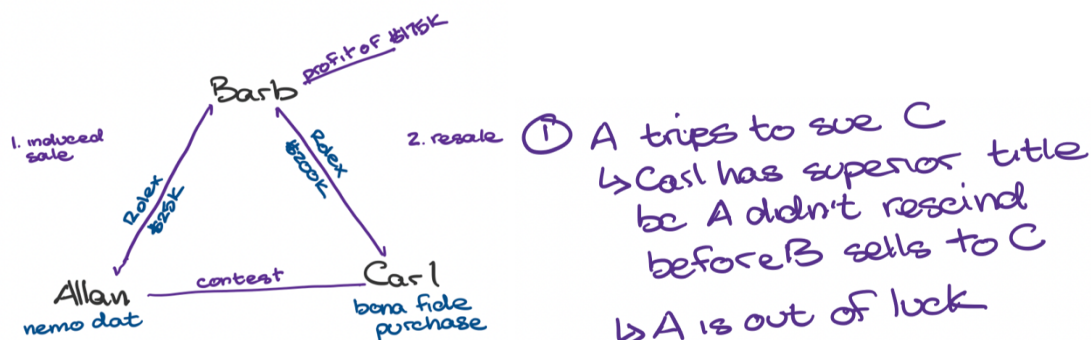 profit of $175K
Barb
1. induced
sale
Rolex
$25K
Rolex
$200K
2. resale
Allan
nemo dat
contest
Carl
bona fide
purchase
① A tries to sue C
↳ Carl has superior title
bc A didn't rescind
before B sells to C
↳ A is out of luck